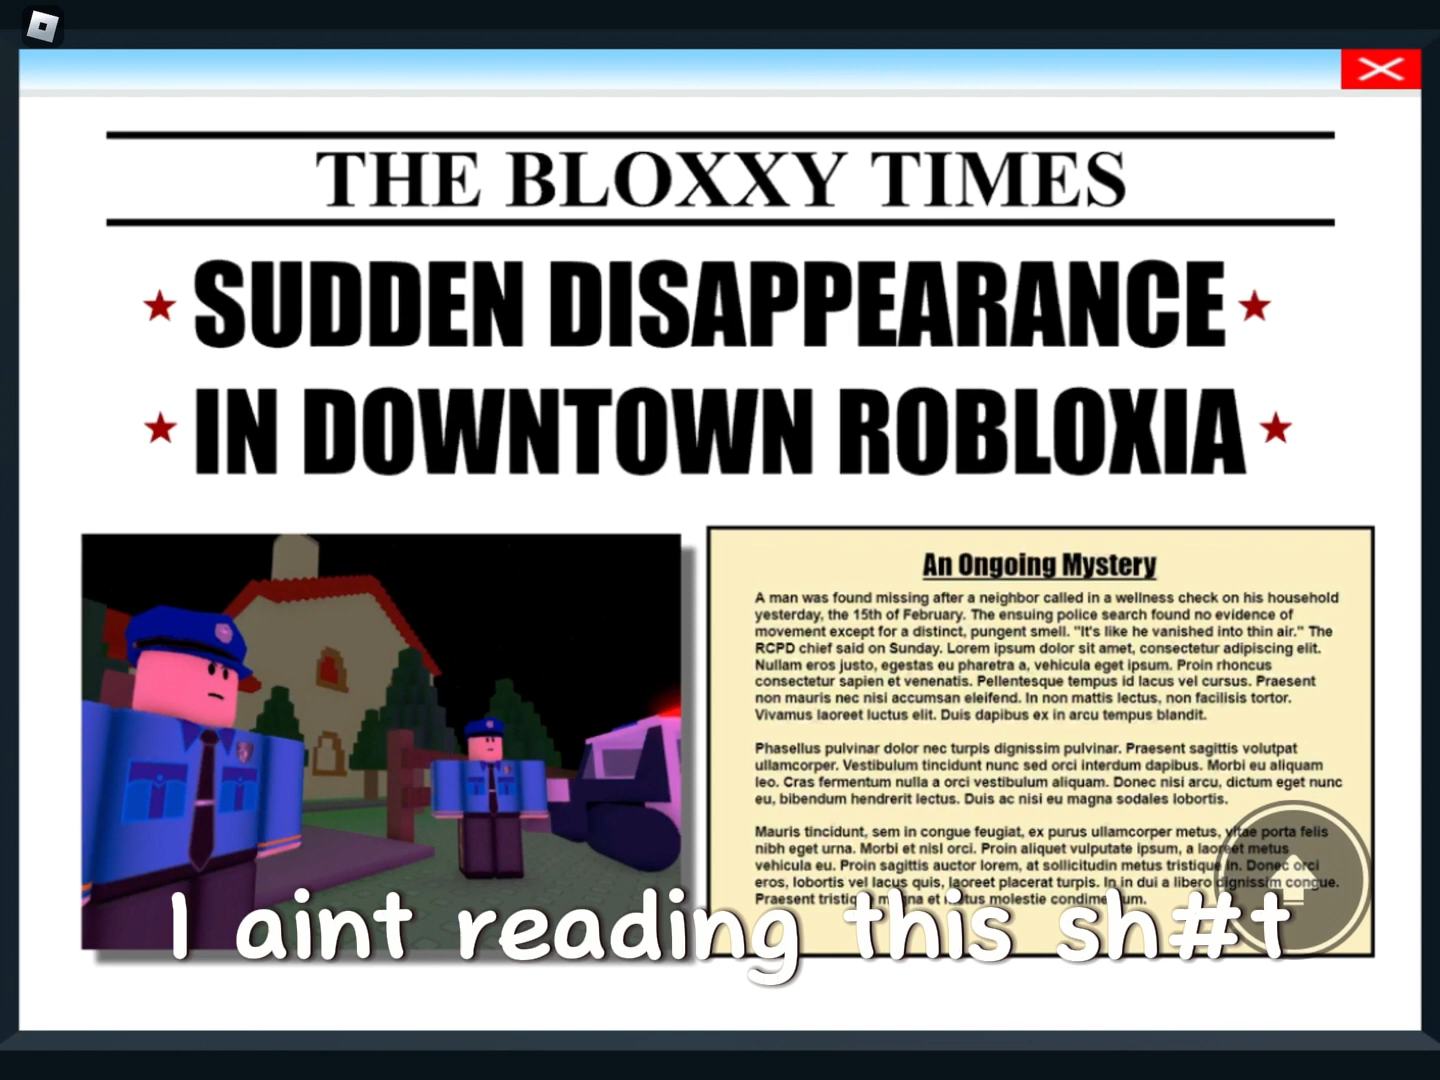 THE BLOXXY TIMES
SUDDEN DISAPPEARANCE
IN DOWNTOWN ROBLOXIA
An Ongoing Mystery
A man was found missing after a neighbor called in a wellness check on his household
yesterday, the 15th of February. The ensuing police search found no evidence of
movement except for a distinct, pungent smell. "It's like he vanished into thin air." The
RCPD chief said on Sunday. Lorem ipsum dolor sit amet, consectetur adipiscing elit.
Nullam eros justo, egestas eu pharetra a, vehicula eget ipsum. Proin rhoncus
consectetur sapien et venenatis. Pellentesque tempus id lacus vel cursus. Praesent
non mauris nec nisi accumsan eleifend. In non mattis lectus, non facilisis tortor.
Vivamus laoreet luctus elit. Duis dapibus ex in arcu tempus blandit.
Phasellus pulvinar dolor nec turpis dignissim pulvinar. Praesent sagittis volutpat
ullamcorper. Vestibulum tincidunt nunc sed orci interdum dapibus. Morbi eu aliquam
leo. Cras fermentum nulla a orci vestibulum aliquam. Donec nisi arcu, dictum eget nunc
eu, bibendum hendrerit lectus. Duis ac nisi eu magna sodales lobortis.
Mauris tincidunt, sem in congue feugiat, ex purus ullamcorper metus, vitae porta felis
nibh eget urna. Morbi et nisl orci. Proin aliquet vulputate ipsum, a laoreet metus
vehicula eu. Proin sagittis auctor lorem, at sollicitudin metus tristique in. Donec orci
eros, lobortis vel lacus quis, laoreet placerat turpis. In in dui a libero dignissim congue.
Praesent tristique magna et molestie condimentum.
I aint reading this sh#t